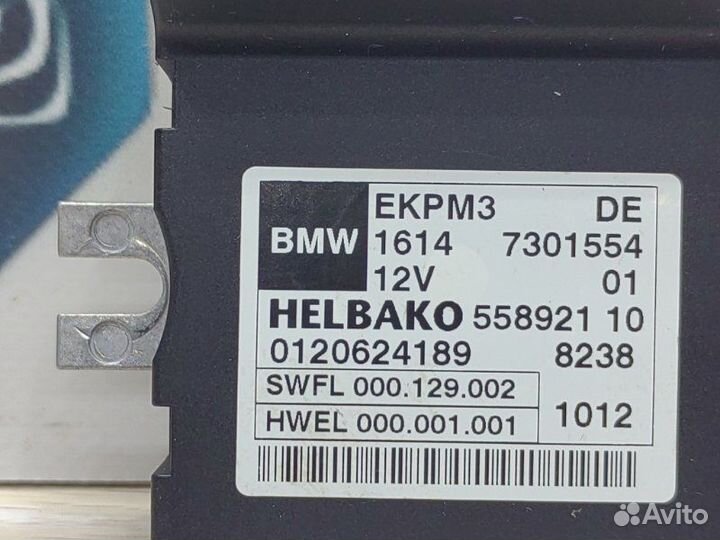 BMW
EKPM3 DE
1614 7301554
12V 01
HELBAKO 558921 10
0120624189 8238
SWFL 000.129.002
HWEL 000.001.001
1012
Avito